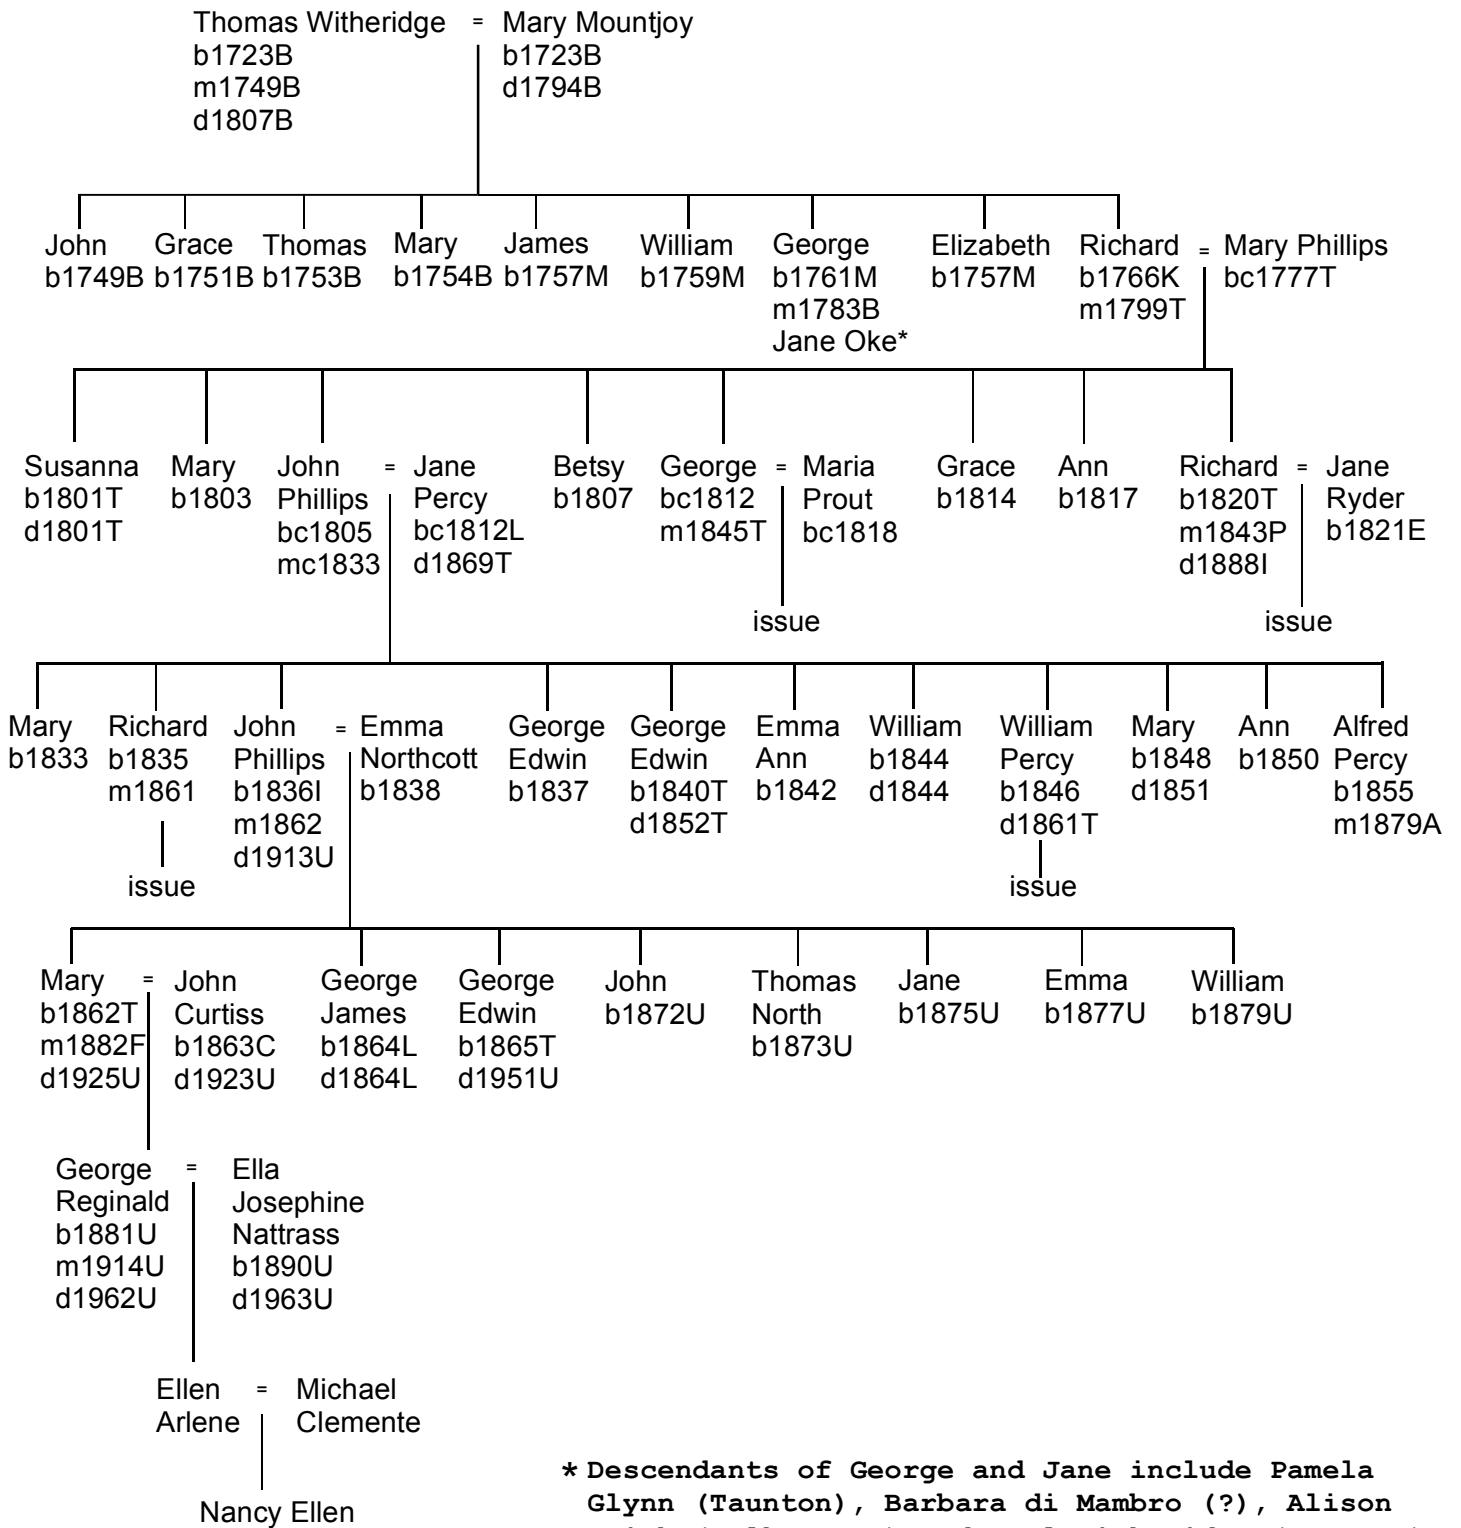 Thomas Witheridge = Mary Mountjoy
b1723B b1723B
m1749B d1794B
d1807B
John Grace Thomas Mary James William George Elizabeth Richard = Mary Phillips
b1749B b1751B b1753B b1754B b1757M b1759M b1761M b1757M b1766K bc1777T
m1783B m1799T
Jane Oke*
Susanna Mary John = Jane Betsy George = Maria Grace Ann Richard = Jane
b1801T b1803 Phillips Percy b1807 bc1812 Prout b1814 b1817 b1820T Ryder
d1801T bc1805 bc1812L m1845T bc1818 m1843P b1821E
mc1833 d1869T d1888I
issue issue
Mary Richard John = Emma George George Emma William William Mary Ann Alfred
b1833 b1835 Phillips Northcott Edwin Edwin Ann b1844 Percy b1848 b1850 Percy
m1861 b1836I b1838 b1837 b1840T b1842 d1844 b1846 d1851 b1855
m1862 d1852T d1861T m1879A
d1913U
issue issue
Mary = John George George John Thomas Jane Emma William
b1862T Curtiss James Edwin b1872U North b1875U b1877U b1879U
m1882F b1863C b1864L b1865T b1873U
d1925U d1923U d1864L d1951U
George = Ella
Reginald Josephine
b1881U Nattrass
m1914U b1890U
d1962U d1963U
Ellen = Michael
Arlene Clemente
Nancy Ellen
* Descendants of George and Jane include Pamela
Glynn (Taunton), Barbara di Mambro (?), Alison